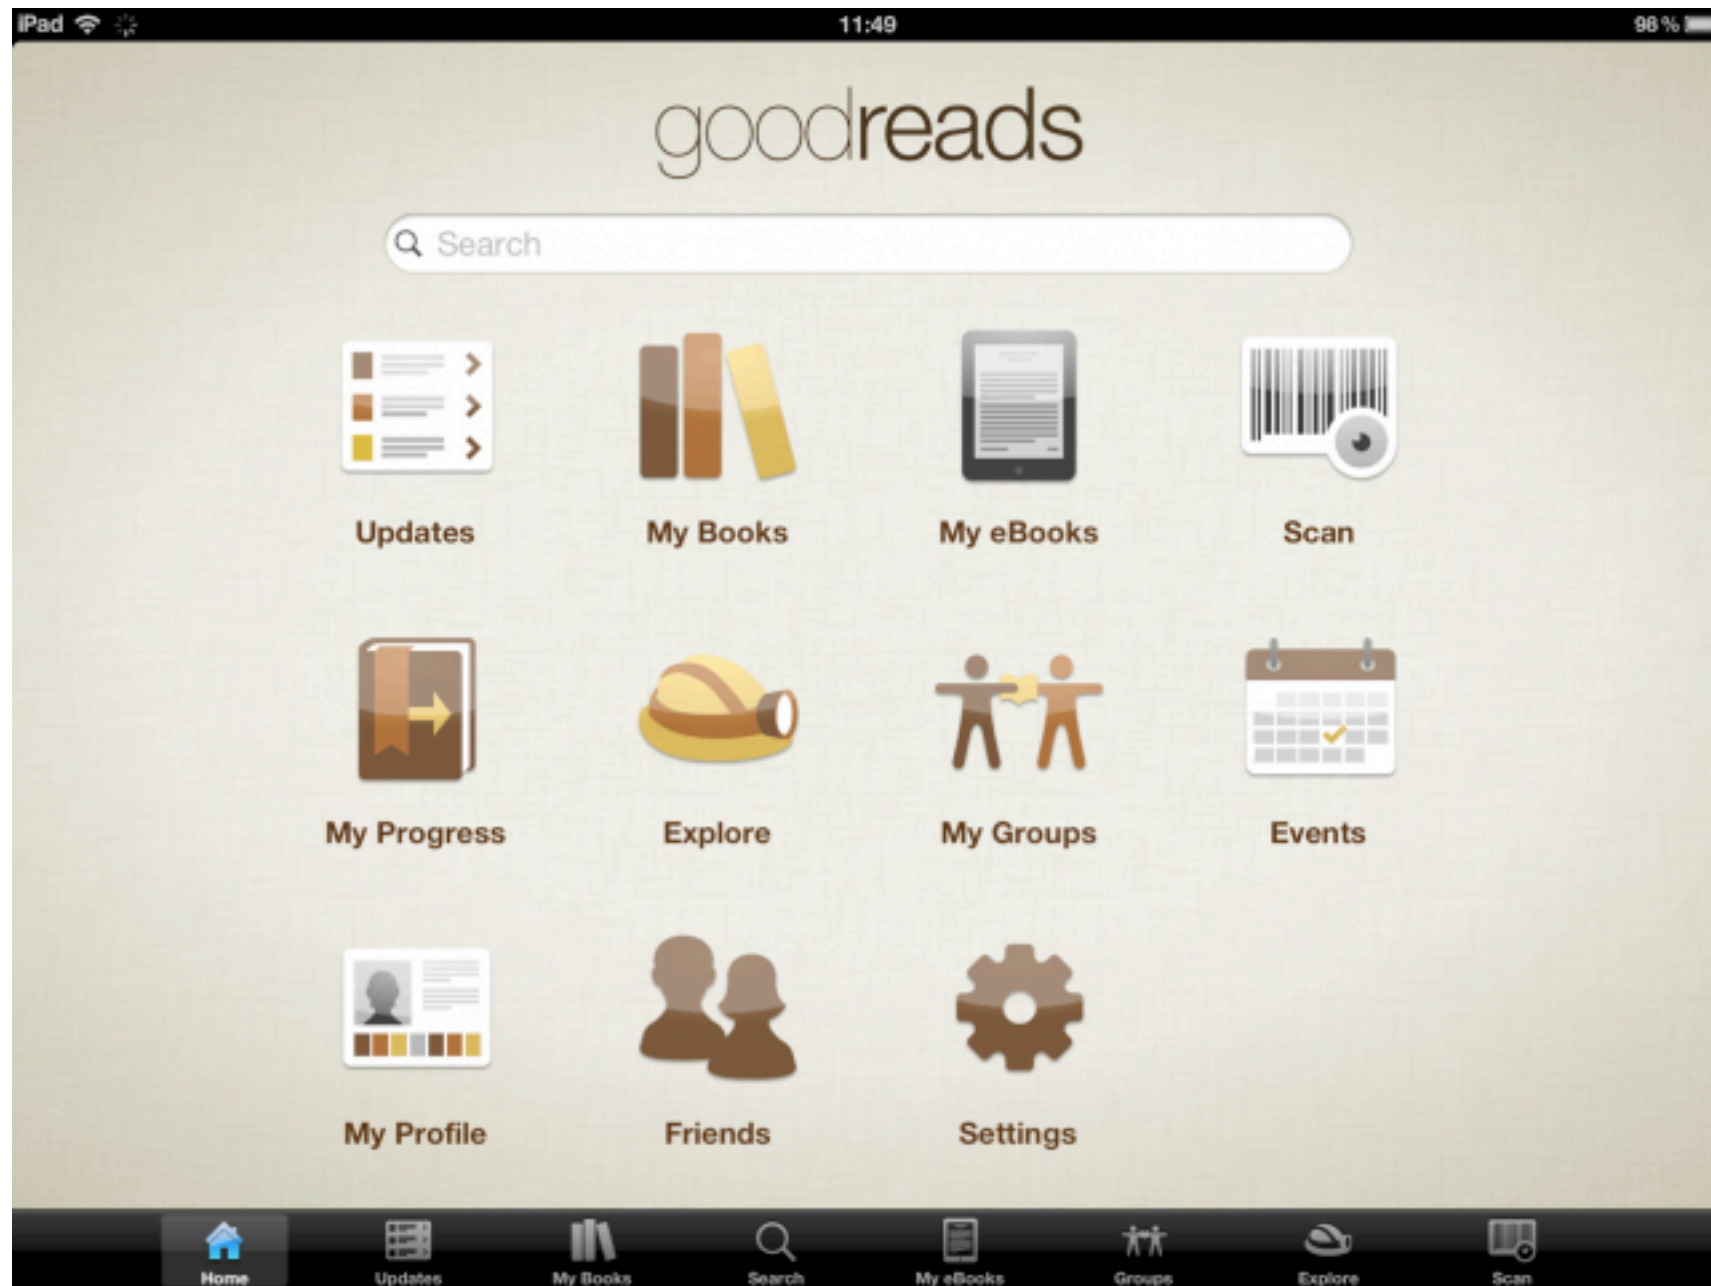 iPad 11:49 98%
goodreads
Search
Updates My Books My eBooks Scan
My Progress Explore My Groups Events
My Profile Friends Settings
Home Updates My Books Search My eBooks Groups Explore Scan